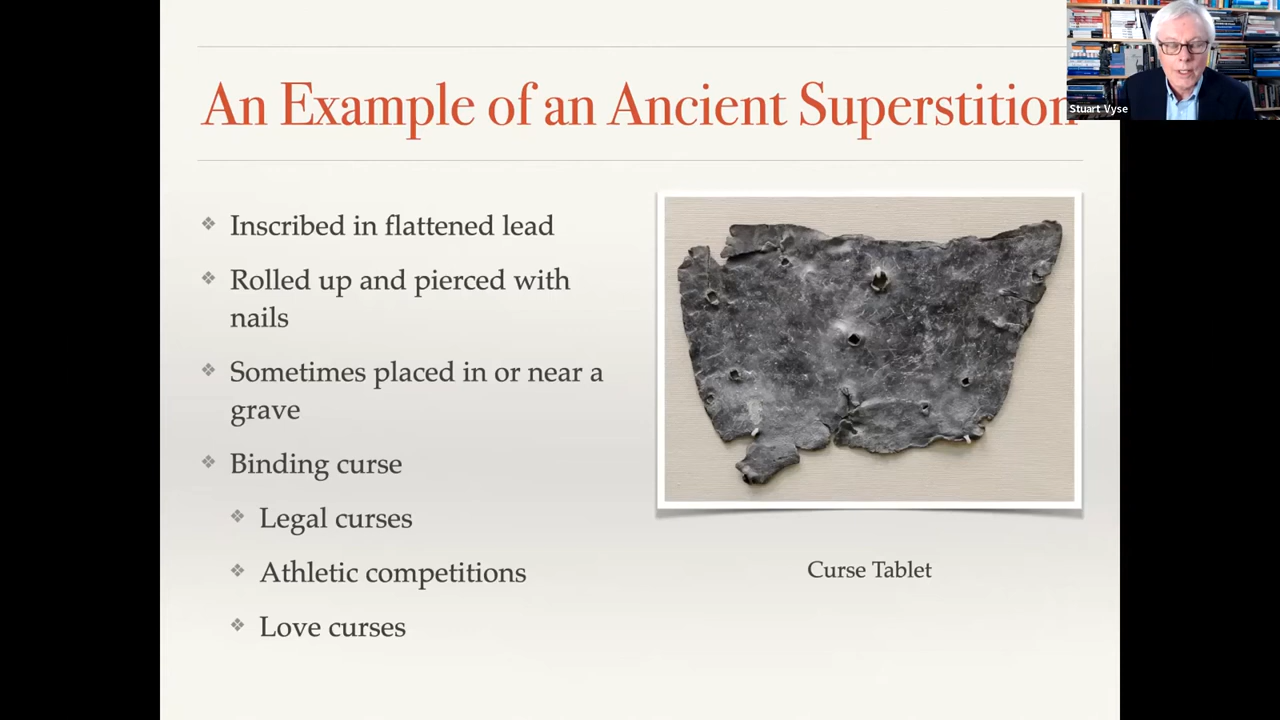 An Example of an Ancient Superstition
Stuart Vyse
Inscribed in flattened lead
Rolled up and pierced with
nails
Sometimes placed in or near a
grave
Binding curse
Legal curses
Athletic competitions
Love curses
Curse Tablet